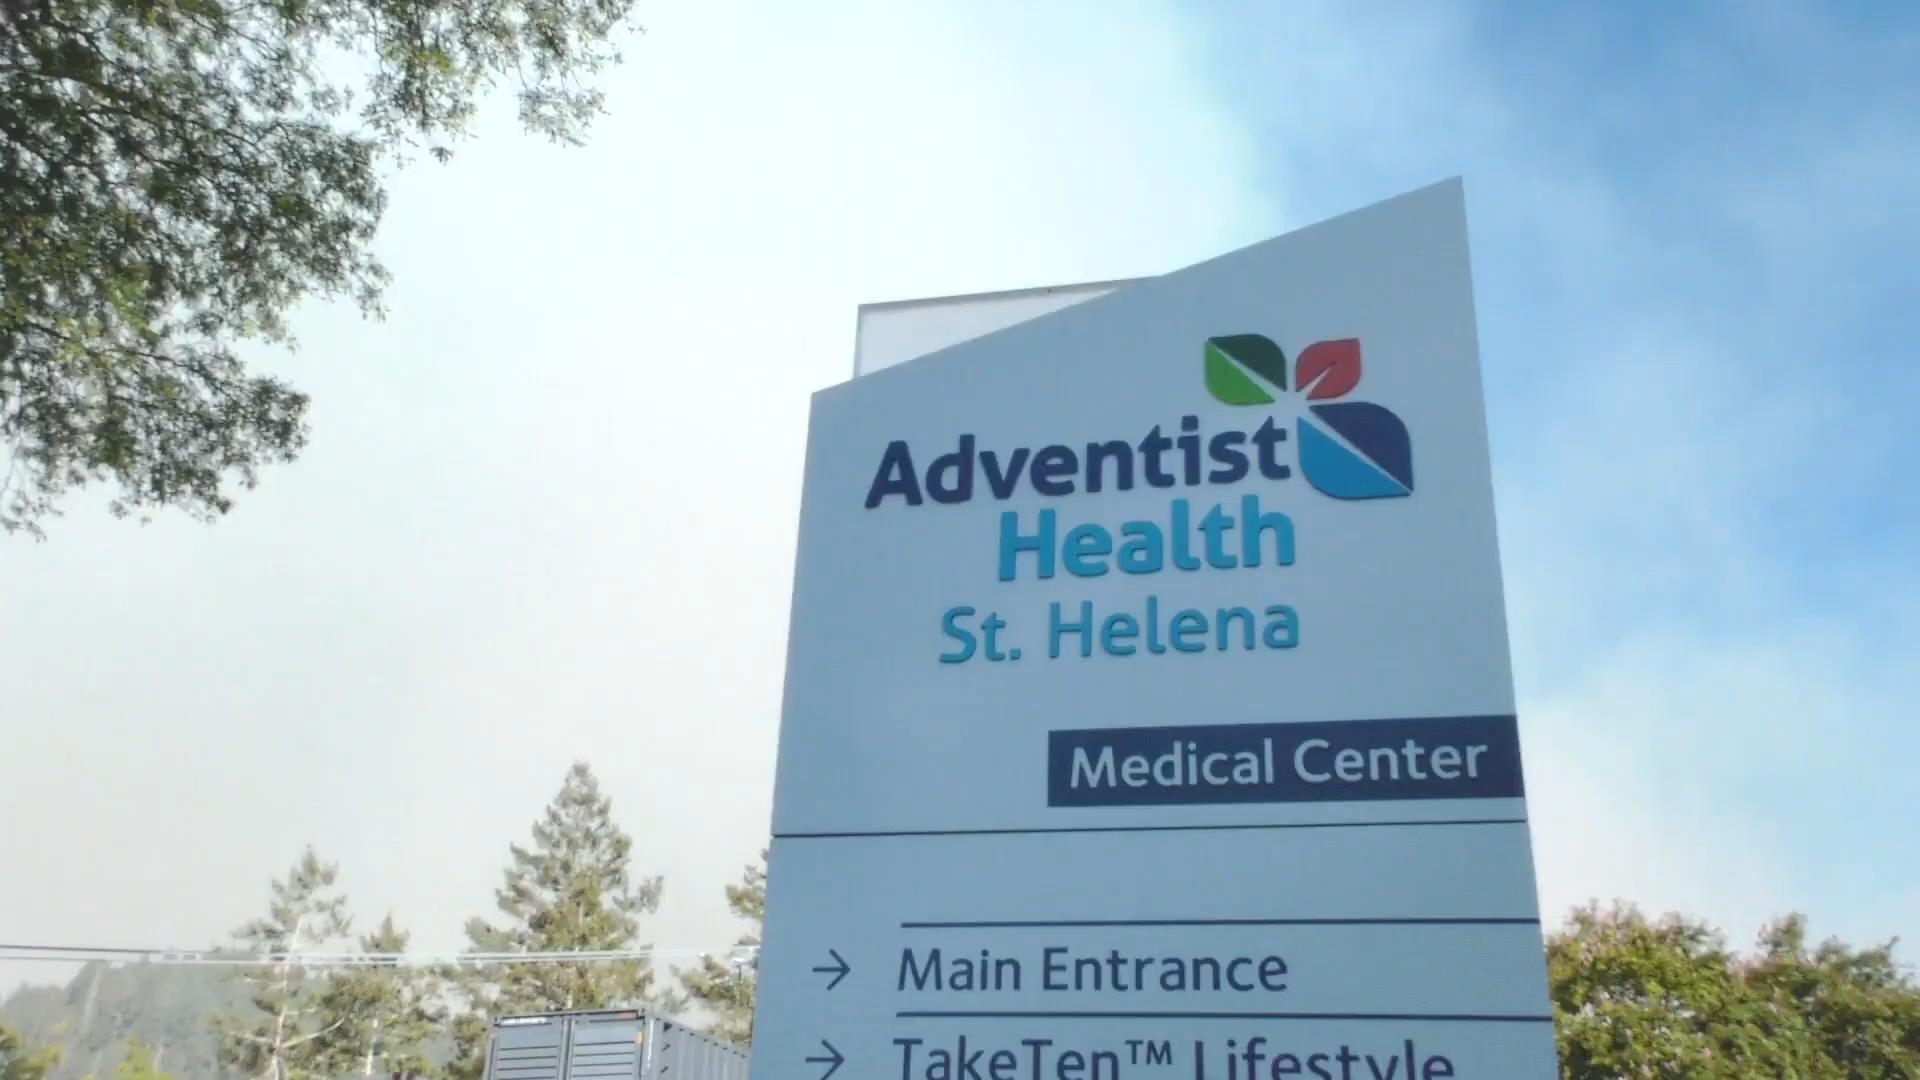 Adventist
Health
St. Helena
Medical Center
→ Main Entrance
→ TakeTen™ Lifestyle